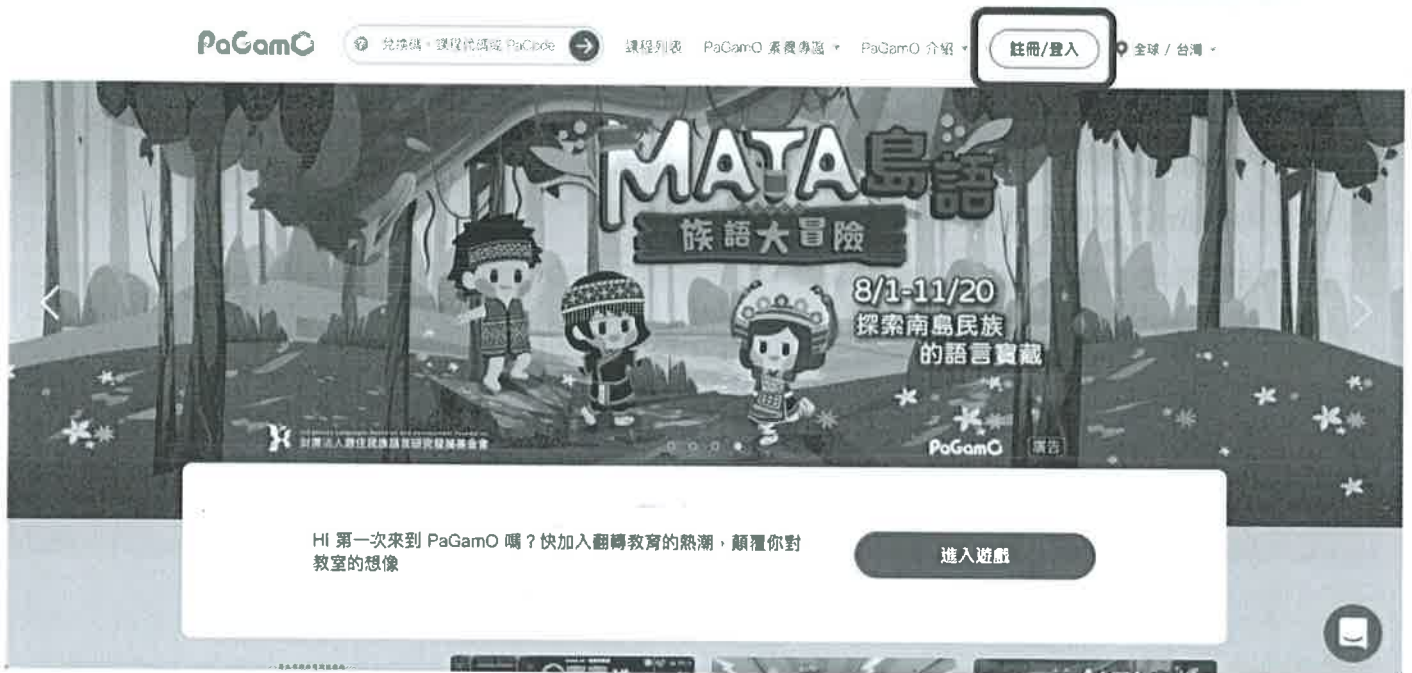 PaGamO
兌換碼、課程代碼或 PaCode
課程列表
PaGamO 素養專區
PaGamO 介紹
註冊/登入
全球 / 台灣
MATA島語
族語大冒險
8/1-11/20
探索南島民族
的語言寶藏
財團法人原住民族語言研究發展基金會
PaGamO
廣告
HI 第一次來到 PaGamO 嗎？快加入翻轉教育的熱潮，顛覆你對
教室的想像
進入遊戲